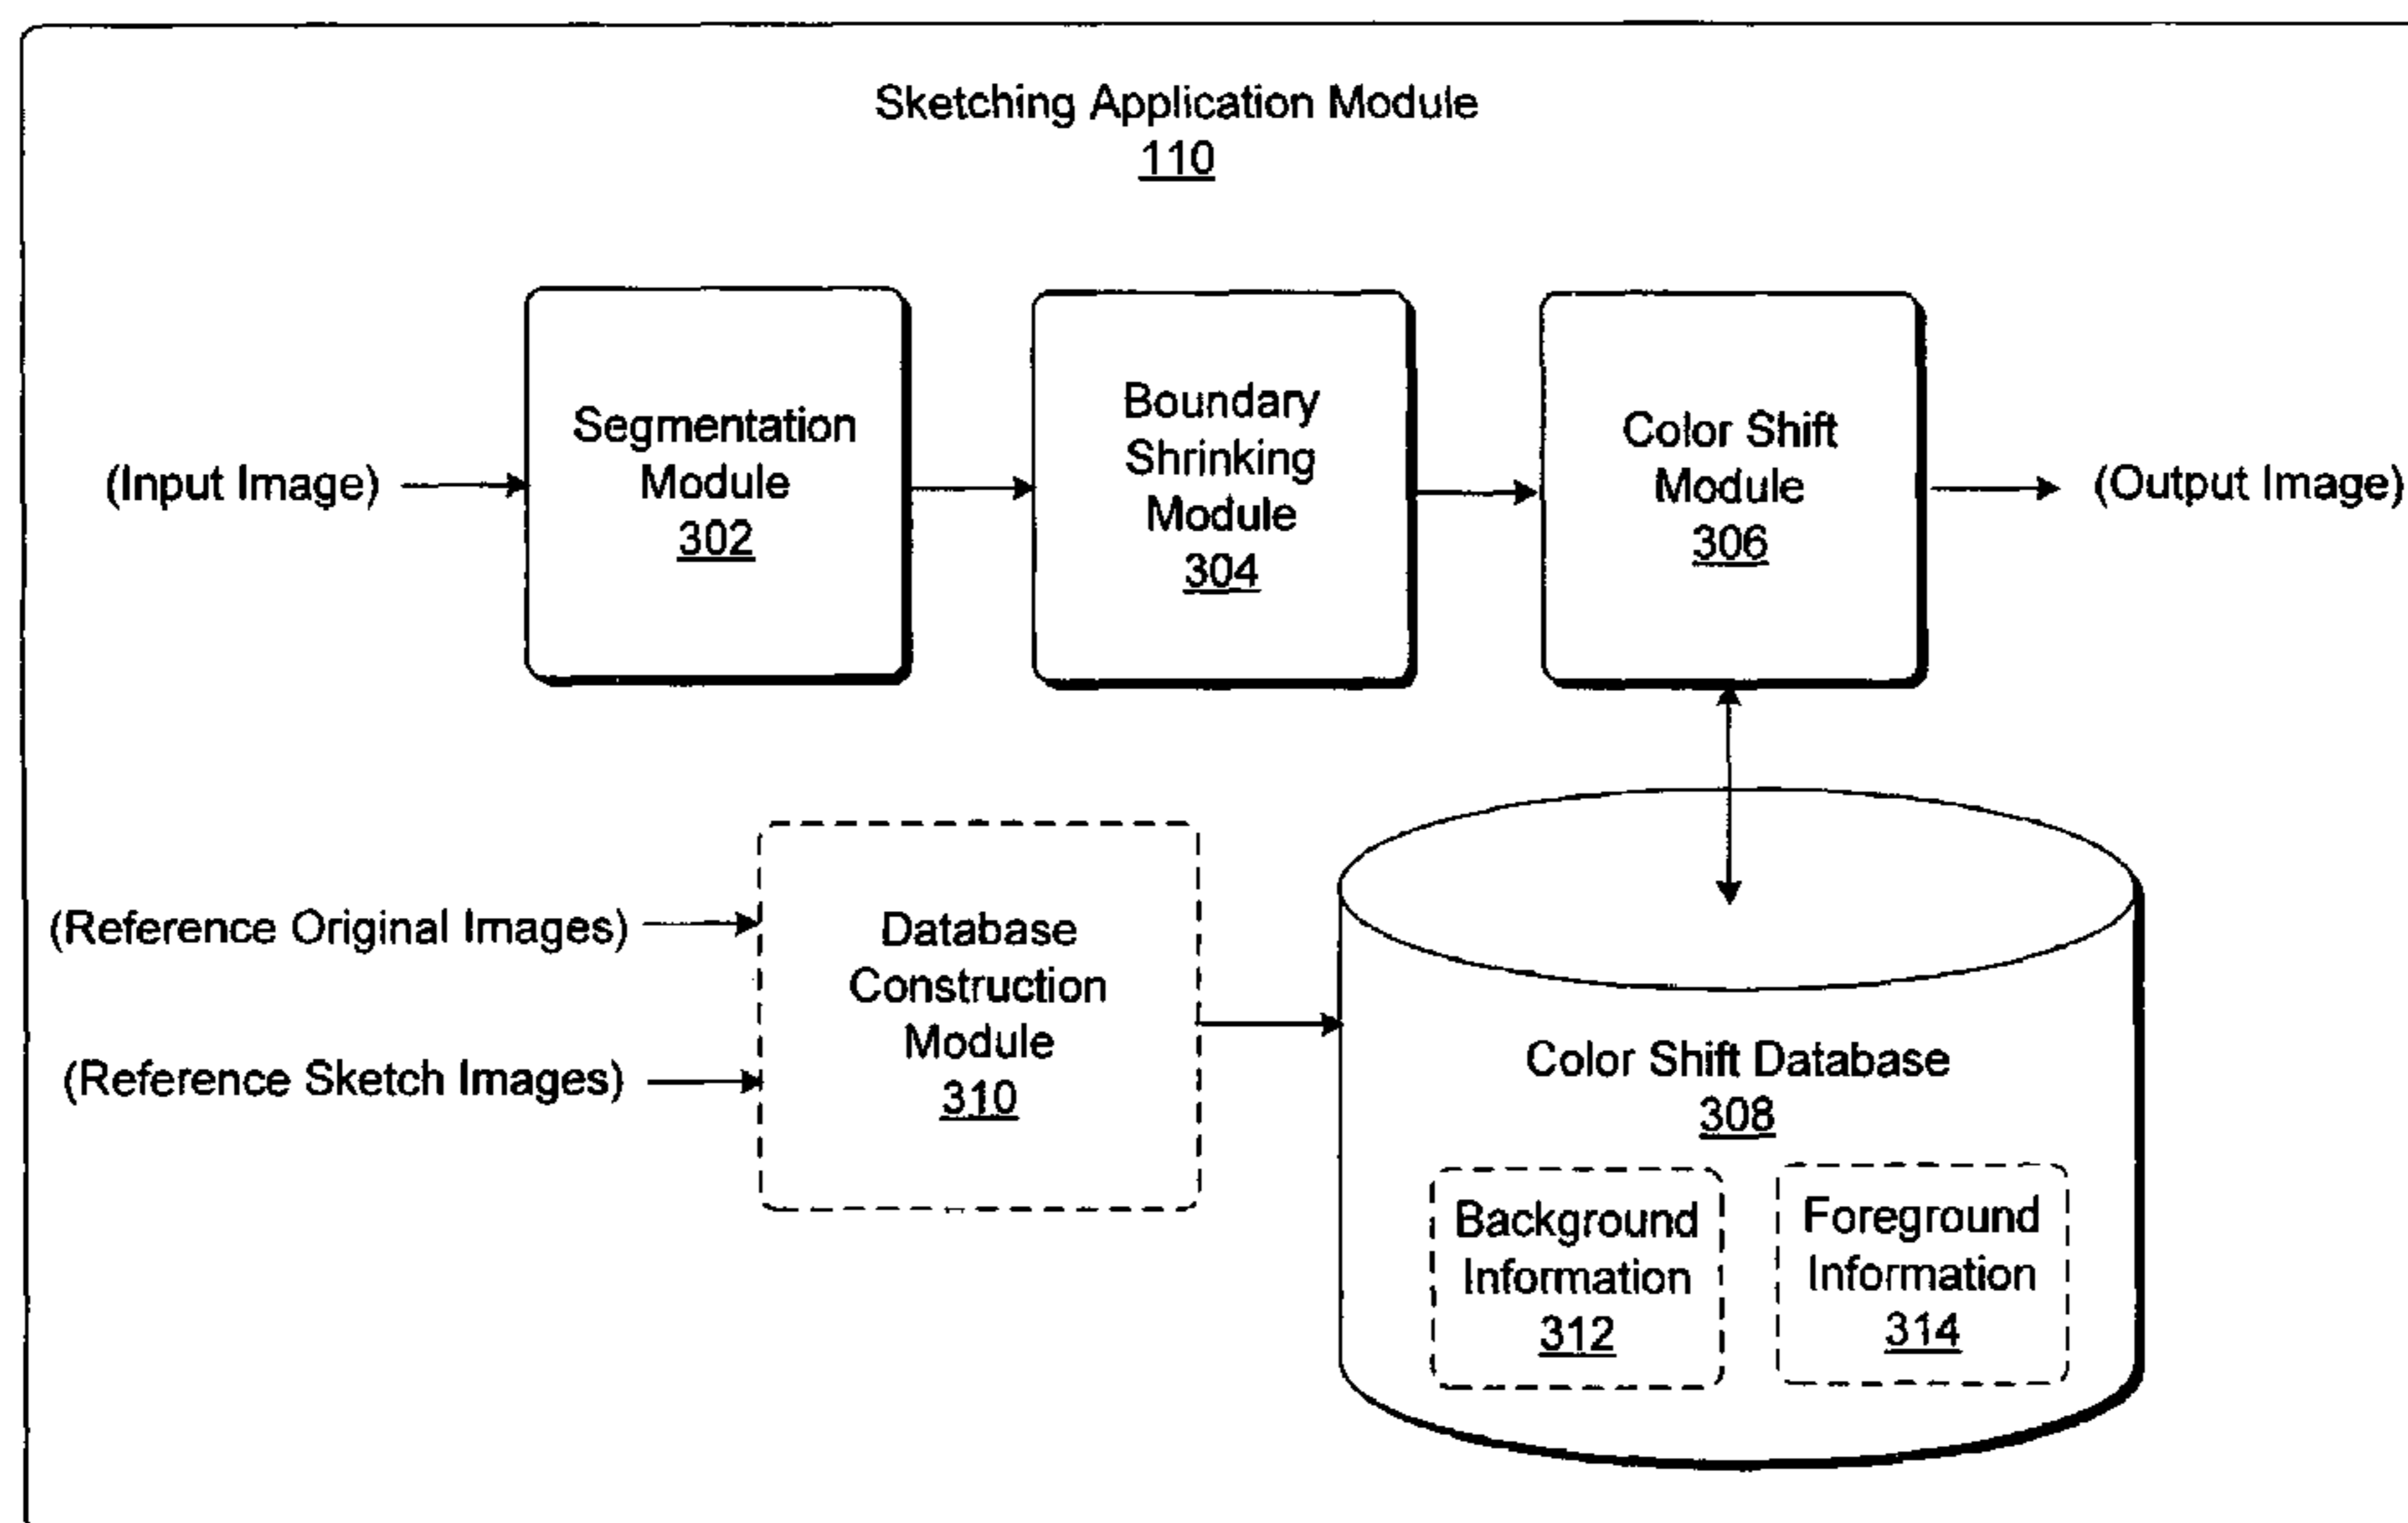 Sketching Application Module
110
(Input Image)
Segmentation
Module
302
Boundary
Shrinking
Module
304
Color Shift
Module
306
(Output Image)
(Reference Original Images)
(Reference Sketch Images)
Database
Construction
Module
310
Color Shift Database
308
Background
Information
312
Foreground
Information
314